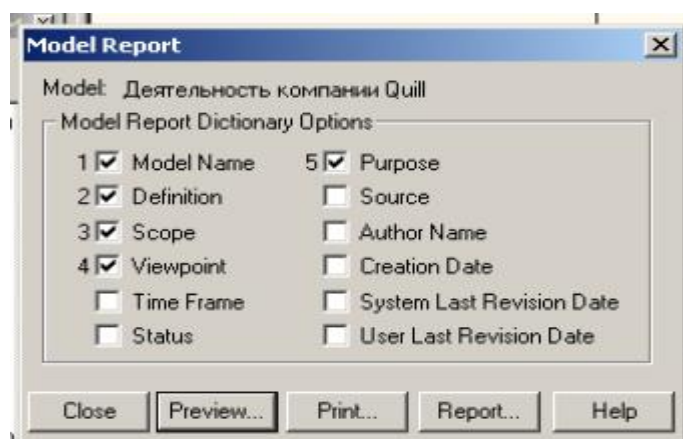 Model Report
Model: Деятельность компании Quill
Model Report Dictionary Options
1 Model Name
2 Definition
3 Scope
4 Viewpoint
Time Frame
Status
5 Purpose
Source
Author Name
Creation Date
System Last Revision Date
User Last Revision Date
Close Preview... Print... Report... Help